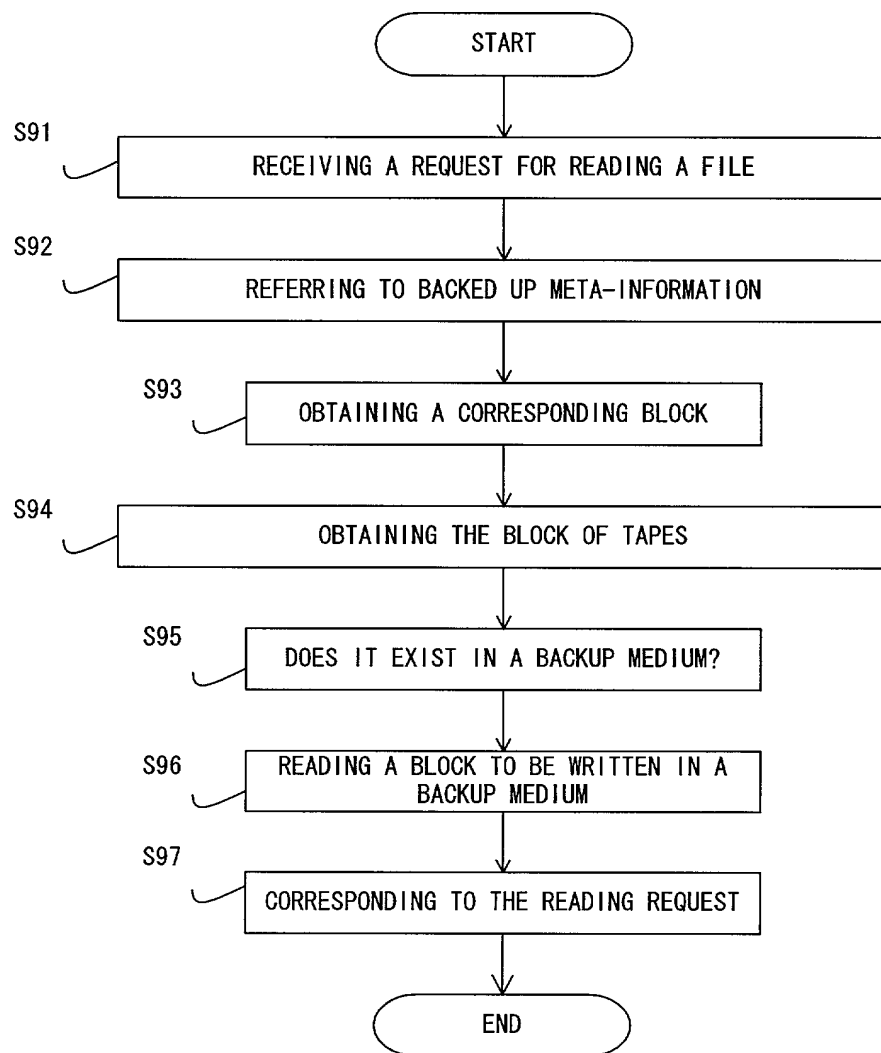 START
S91
RECEIVING A REQUEST FOR READING A FILE
S92
REFERRING TO BACKED UP META-INFORMATION
S93
OBTAINING A CORRESPONDING BLOCK
S94
OBTAINING THE BLOCK OF TAPES
S95
DOES IT EXIST IN A BACKUP MEDIUM?
S96
READING A BLOCK TO BE WRITTEN IN A
BACKUP MEDIUM
S97
CORRESPONDING TO THE READING REQUEST
END